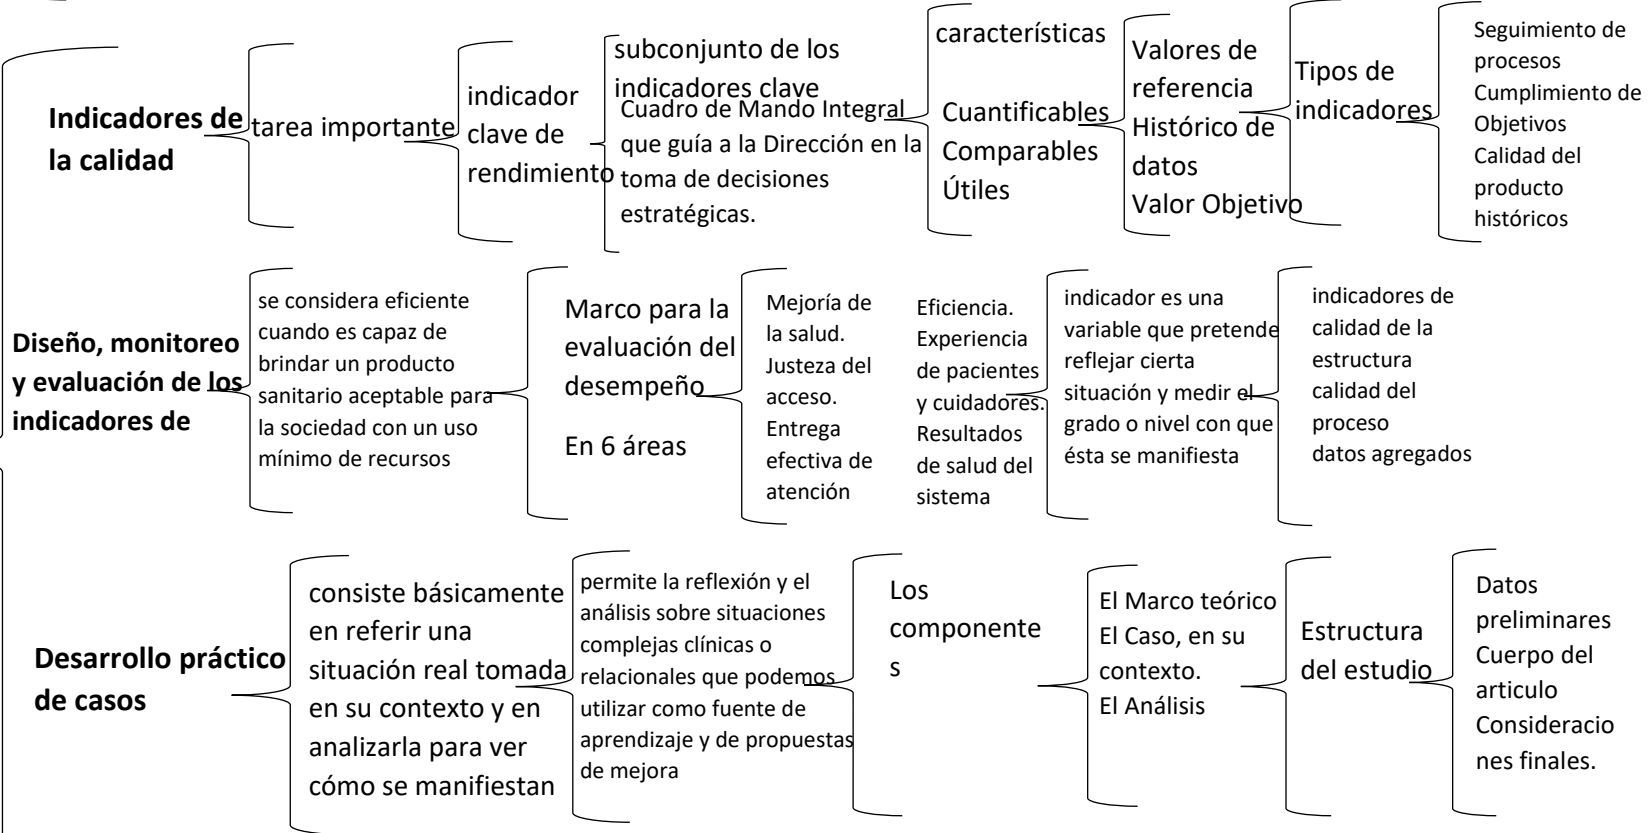 Indicadores de
la calidad
tarea importante
indicador
clave de
rendimiento
subconjunto de los
indicadores clave
Cuadro de Mando Integral
que guía a la Dirección en la
toma de decisiones
estratégicas.
características
Cuantificables
Comparables
Útiles
Valores de
referencia
Histórico de
datos
Valor Objetivo
Tipos de
indicadores
Seguimiento de
procesos
Cumplimiento de
Objetivos
Calidad del
producto
históricos
Diseño, monitoreo
y evaluación de los
indicadores de
se considera eficiente
cuando es capaz de
brindar un producto
sanitario aceptable para
la sociedad con un uso
mínimo de recursos
Marco para la
evaluación del
desempeño
En 6 áreas
Mejoría de
la salud.
Justeza del
acceso.
Entrega
efectiva de
atención
Eficiencia.
Experiencia
de pacientes
y cuidadores.
Resultados
de salud del
sistema
indicador es una
variable que pretende
reflejar cierta
situación y medir el
grado o nivel con que
ésta se manifiesta
indicadores de
calidad de la
estructura
calidad del
proceso
datos agregados
Desarrollo práctico
de casos
consiste básicamente
en referir una
situación real tomada
en su contexto y en
analizarla para ver
cómo se manifiestan
permite la reflexión y el
análisis sobre situaciones
complejas clínicas o
relacionales que podemos
utilizar como fuente de
aprendizaje y de propuestas
de mejora
Los
componente
s
El Marco teórico
El Caso, en su
contexto.
El Análisis
Estructura
del estudio
Datos
preliminares
Cuerpo del
articulo
Consideracio
nes finales.